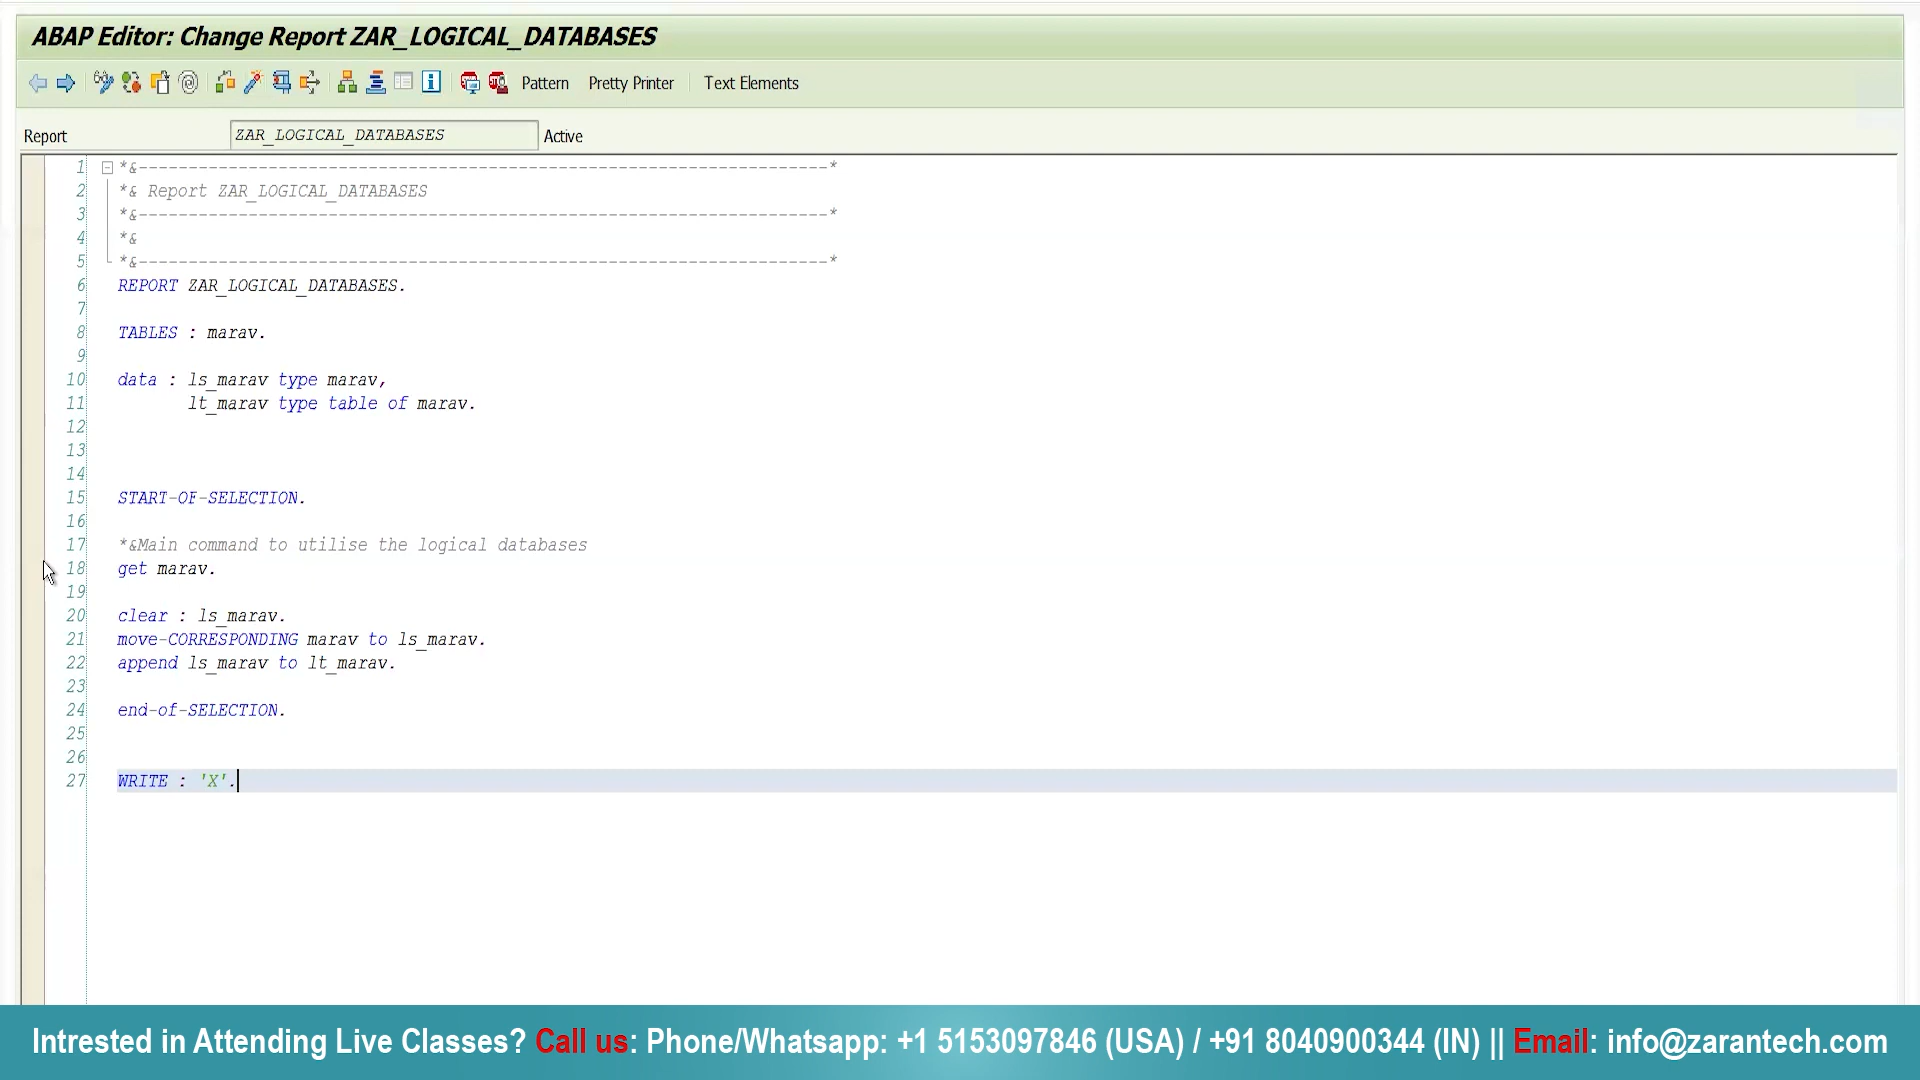 ABAP Editor: Change Report ZAR_LOGICAL_DATABASES
Pattern Pretty Printer Text Elements
Report ZAR_LOGICAL_DATABASES Active
1 *&---------------------------------------------------------------------*
2 *& Report ZAR_LOGICAL_DATABASES
3 *&---------------------------------------------------------------------*
4 *&
5 *&---------------------------------------------------------------------*
6 REPORT ZAR_LOGICAL_DATABASES.
7
8 TABLES : marav.
9
10 data : ls_marav type marav,
11 lt_marav type table of marav.
12
13
14
15 START-OF-SELECTION.
16
17 *&Main command to utilise the logical databases
18 get marav.
19
20 clear : ls_marav.
21 move-CORRESPONDING marav to ls_marav.
22 append ls_marav to lt_marav.
23
24 end-of-SELECTION.
25
26
27 WRITE : 'X'.
Intrested in Attending Live Classes? Call us: Phone/Whatsapp: +1 5153097846 (USA) / +91 8040900344 (IN) || Email: info@zarantech.com